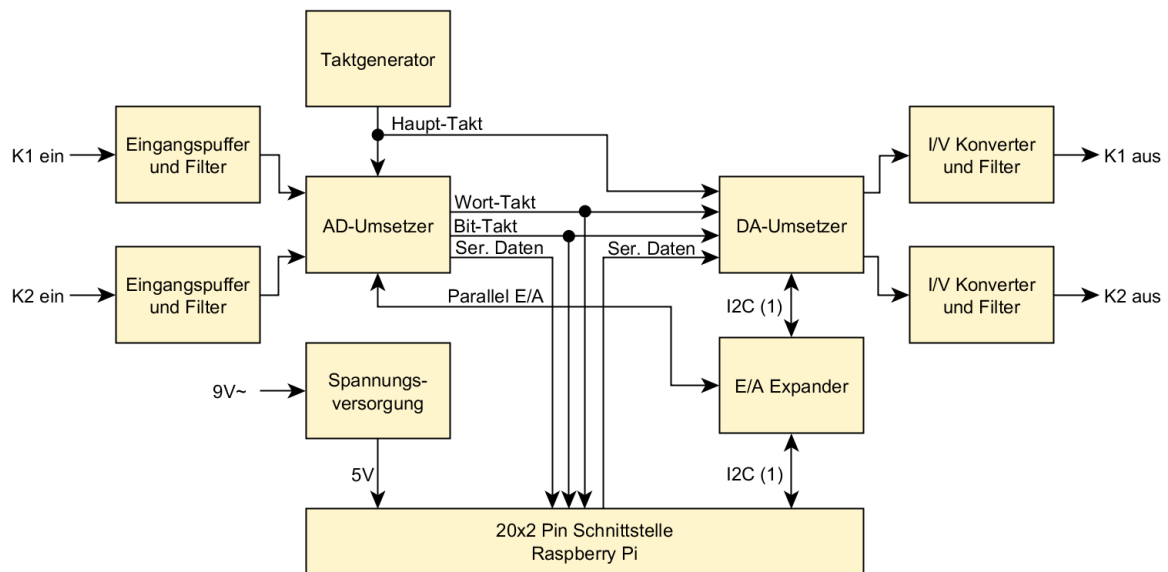 Taktgenerator
Haupt-Takt
K1 ein
Eingangspuffer
und Filter
AD-Umsetzer
Wort-Takt
Bit-Takt
Ser. Daten
Ser. Daten
DA-Umsetzer
I/V Konverter
und Filter
K1 aus
K2 ein
Eingangspuffer
und Filter
Parallel E/A
I2C (1)
I/V Konverter
und Filter
K2 aus
9V~
Spannungs-
versorgung
E/A Expander
5V
I2C (1)
20x2 Pin Schnittstelle
Raspberry Pi